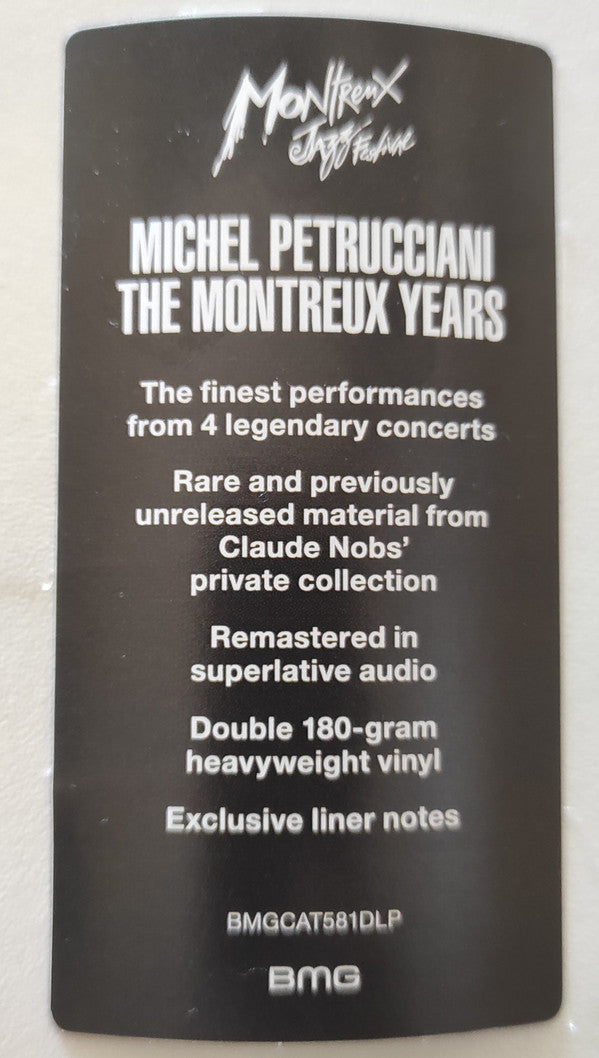 Montreux
Jazz Festival
MICHEL PETRUCCIANI
THE MONTREUX YEARS
The finest performances
from 4 legendary concerts
Rare and previously
unreleased material from
Claude Nobs’
private collection
Remastered in
superlative audio
Double 180-gram
heavyweight vinyl
Exclusive liner notes
BMGCAT581DLP
BMG